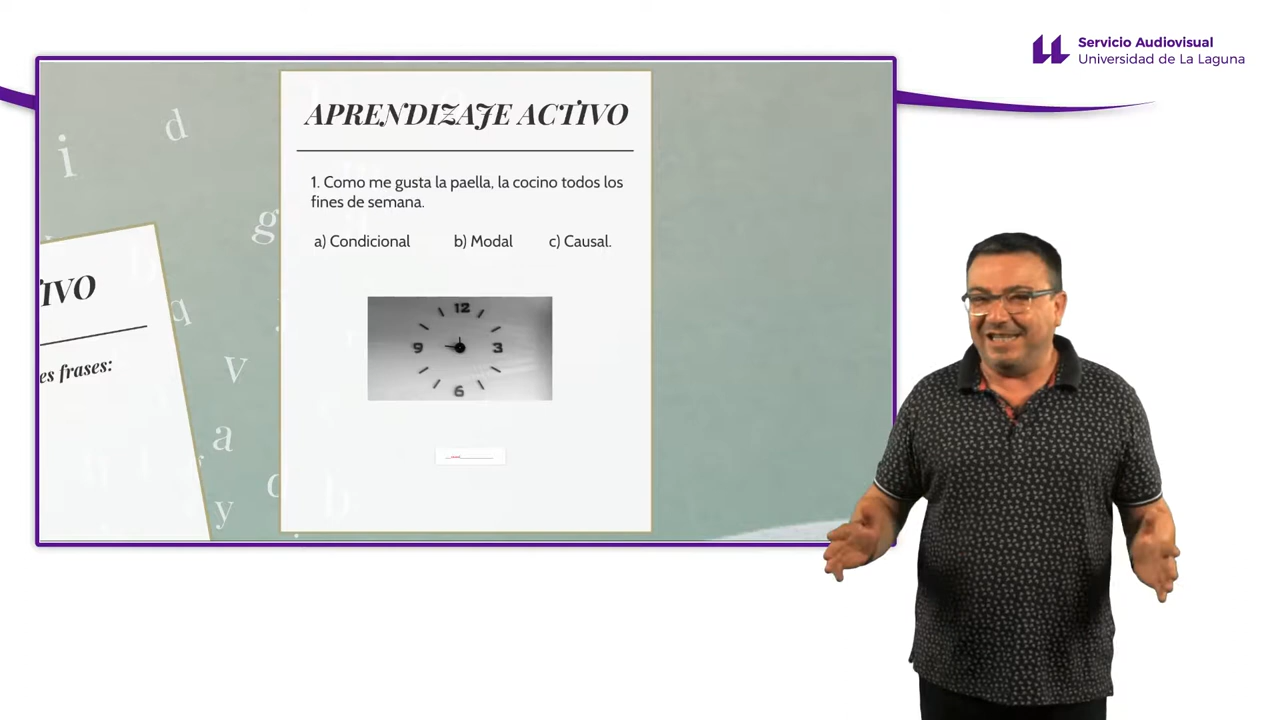 Servicio Audiovisual
Universidad de La Laguna
APRENDIZAJE ACTIVO
1. Como me gusta la paella, la cocino todos los
fines de semana.
a) Condicional b) Modal c) Causal.
12
9 3
6
IVO
es frases:
i
d
g
q
v
a
y